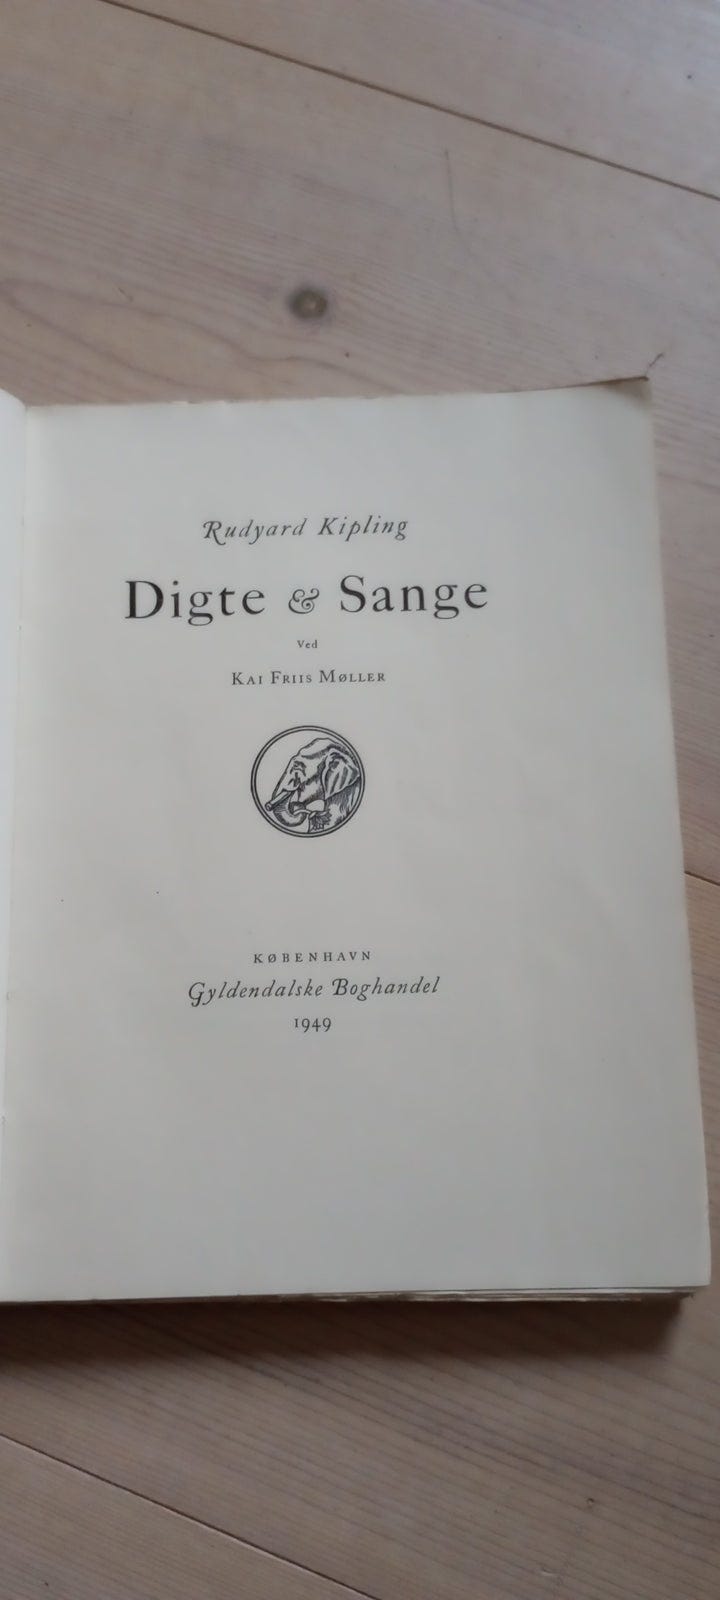 Rudyard Kipling
Digte & Sange
Ved
KAI FRIIS MØLLER
KØBENHAVN
Gyldendalske Boghandel
1949